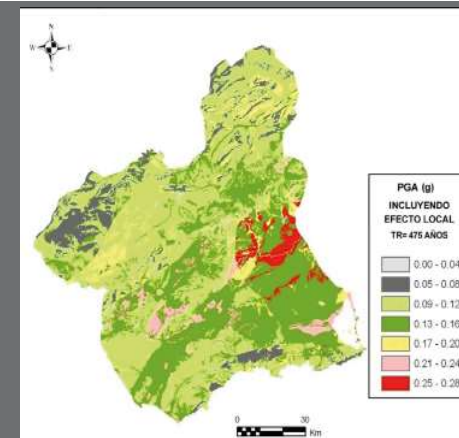 N
W E
S
PGA (g)
INCLUYENDO
EFECTO LOCAL
TR= 475 AÑOS
0.00 - 0.04
0.05 - 0.08
0.09 - 0.12
0.13 - 0.16
0.17 - 0.20
0.21 - 0.24
0.25 - 0.28
0 30
Km